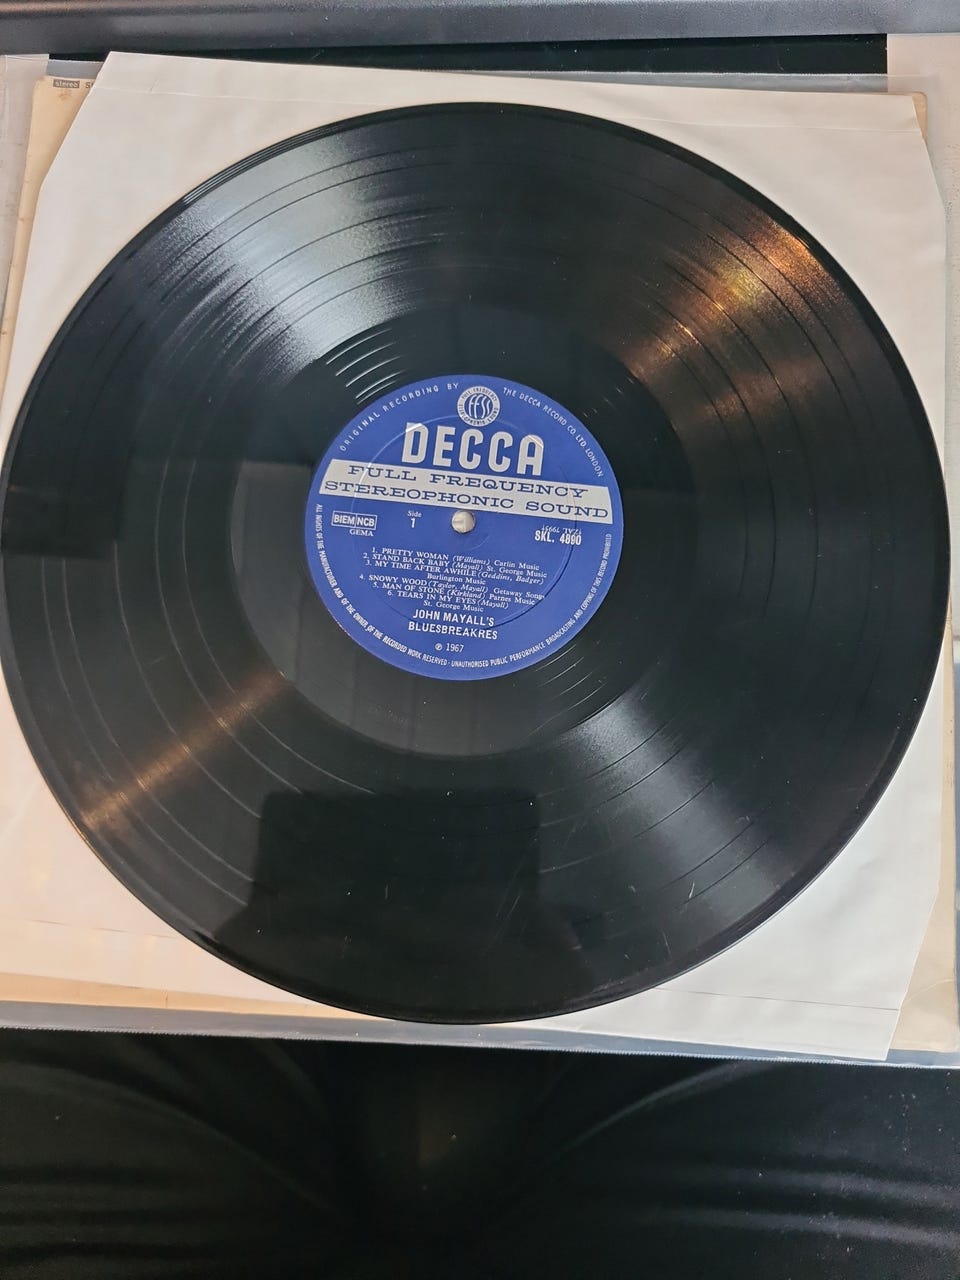 stereo
ORIGINAL RECORDING BY THE DECCA RECORD CO. LTD. LONDON
DECCA
FULL FREQUENCY
STEREOPHONIC SOUND
BIEM NCB
GEMA
Side
1
SKL. 4890
1. PRETTY WOMAN (Williams) Carlin Music
2. STAND BACK BABY (Mayall) St. George Music
3. MY TIME AFTER AWHILE (Geddins, Badger)
Burlington Music
4. SNOWY WOOD (Taylor, Mayall) Getaway Songs
5. MAN OF STONE (Kirkland) Parnes Music
6. TEARS IN MY EYES (Mayall)
St. George Music
JOHN MAYALL'S
BLUESBREAKRES
℗ 1967
ALL RIGHTS OF THE MANUFACTURER AND OF THE OWNER OF THE RECORDED WORK RESERVED · UNAUTHORISED PUBLIC PERFORMANCE BROADCASTING AND COPYING OF THIS RECORD PROHIBITED